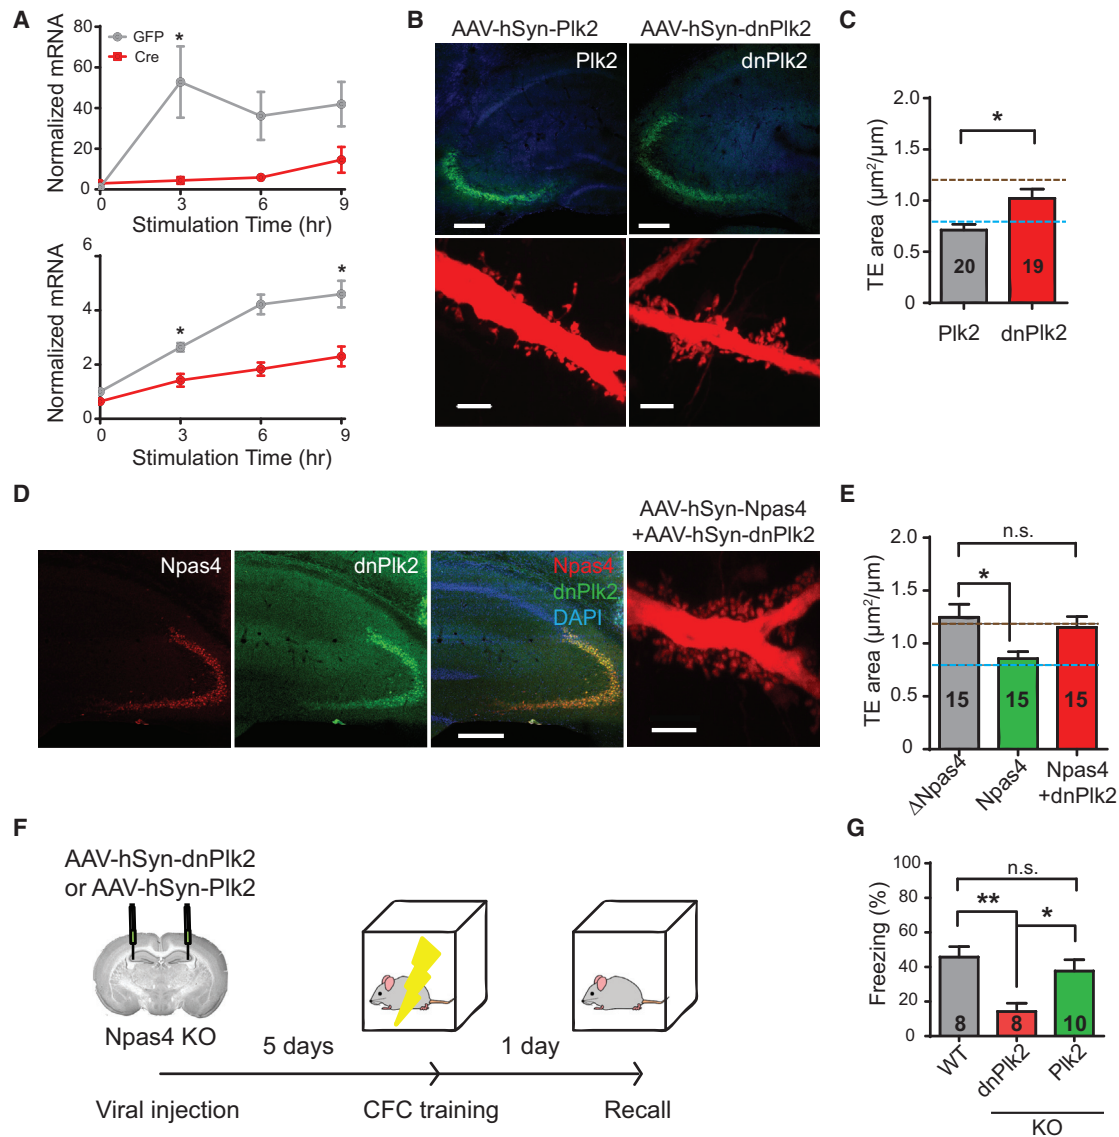 A
Normalized mRNA
80
60
40
20
0
GFP
Cre
*
0 3 6 9
Stimulation Time (hr)
Normalized mRNA
6
4
2
0
* *
0 3 6 9
Stimulation Time (hr)
B
AAV-hSyn-Plk2 AAV-hSyn-dnPlk2
Plk2 dnPlk2
C
TE area (µm²/µm)
2.0
1.5
1.0
0.5
0
*
20 19
Plk2 dnPlk2
D
Npas4
dnPlk2
Npas4
dnPlk2
DAPI
AAV-hSyn-Npas4
+AAV-hSyn-dnPlk2
E
TE area (µm²/µm)
2.0
1.5
1.0
0.5
0
n.s.
*
15 15 15
ΔNpas4 Npas4 Npas4
+dnPlk2
F
AAV-hSyn-dnPlk2
or AAV-hSyn-Plk2
Npas4 KO
5 days 1 day
Viral injection CFC training Recall
G
Freezing (%)
100
80
60
40
20
0
n.s.
** *
8 8 10
WT dnPlk2 Plk2
KO